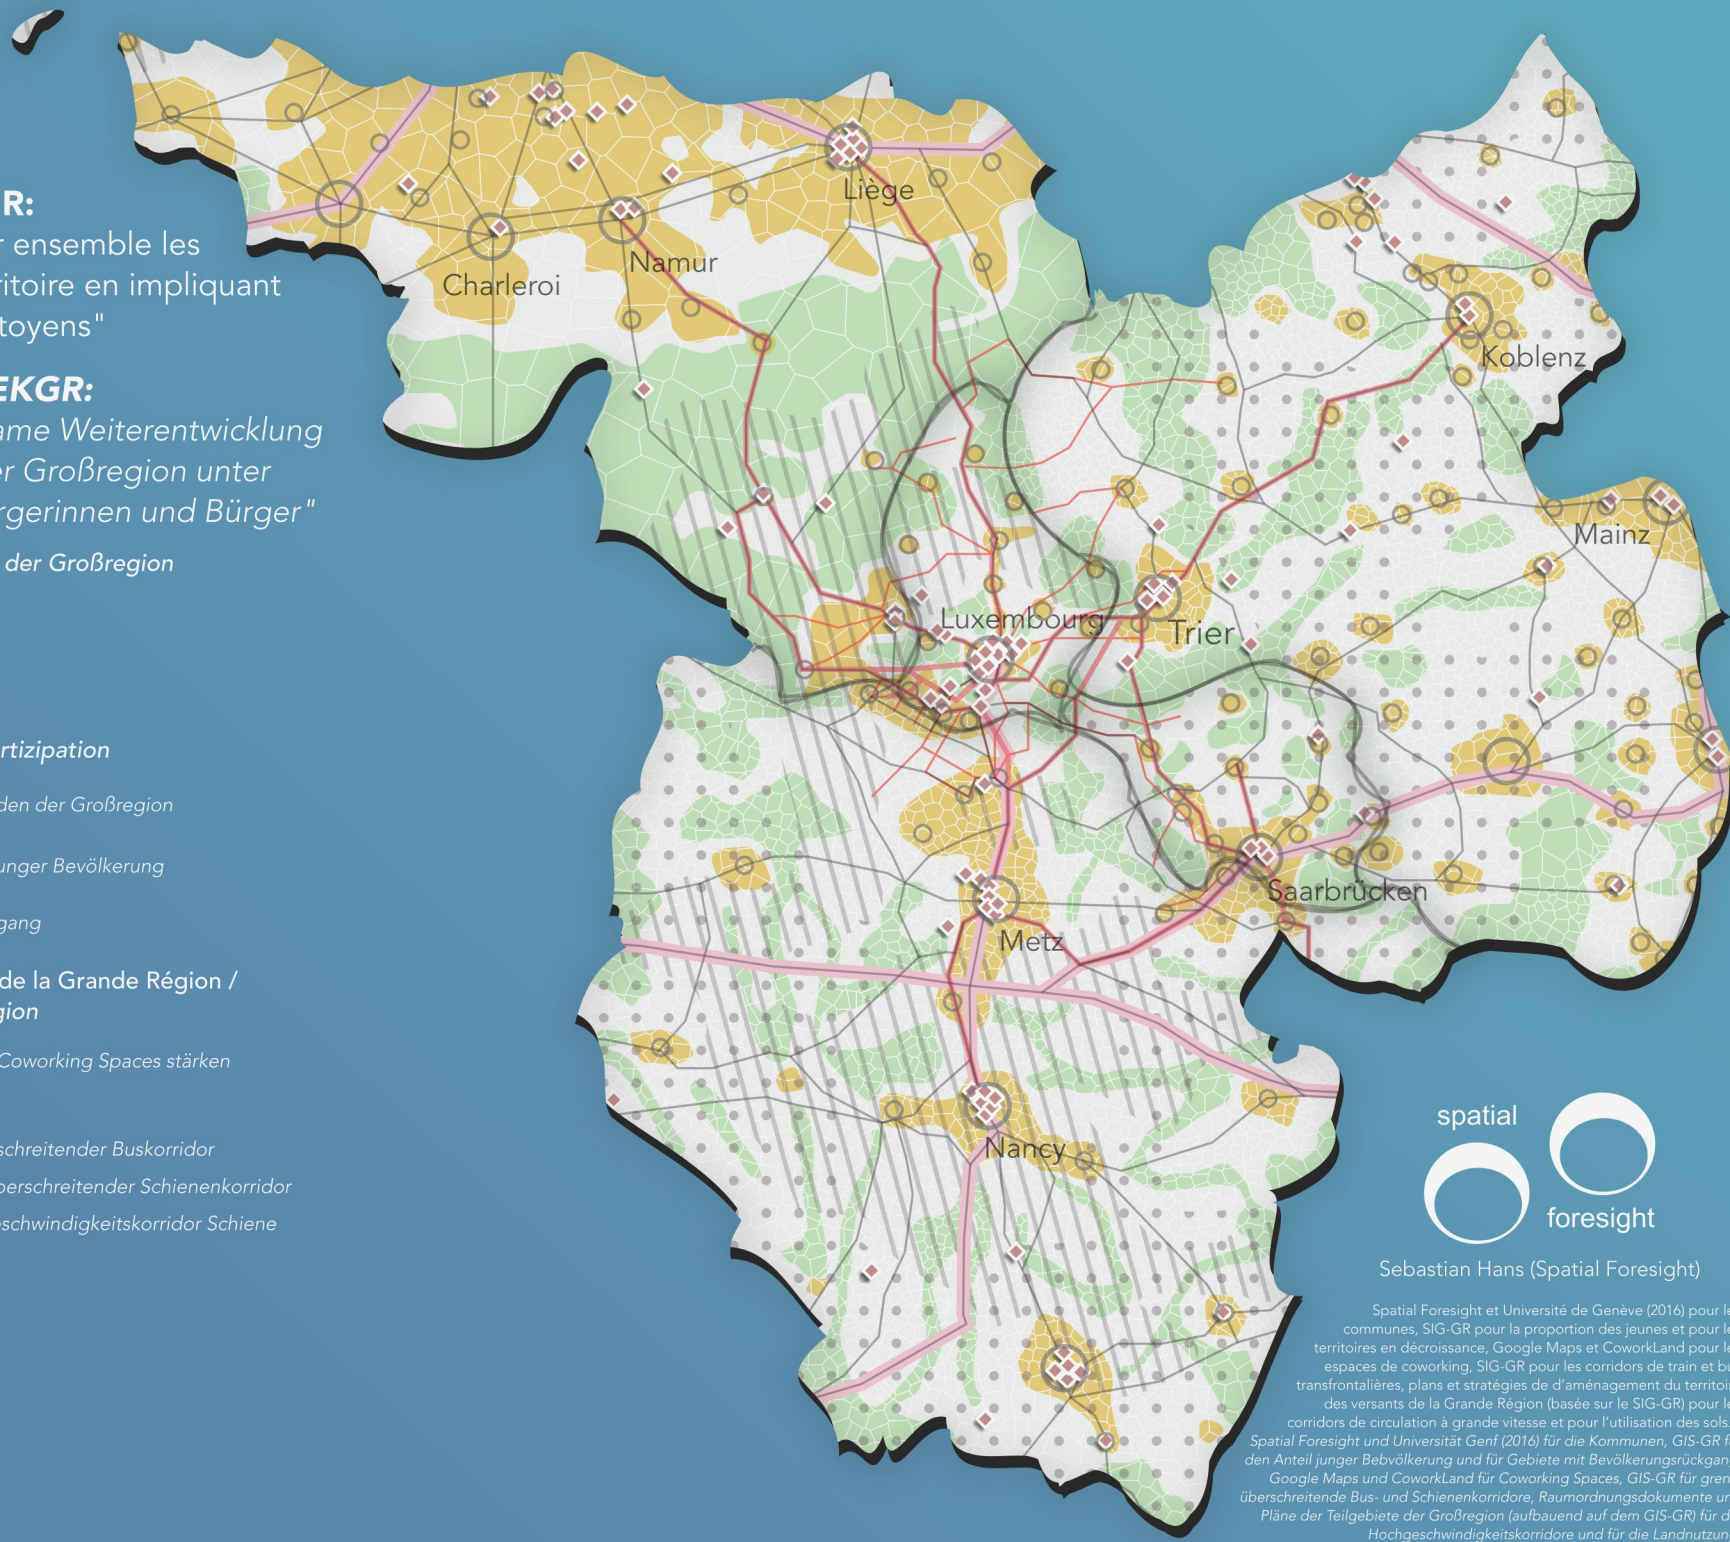 R:
ensemble les
ritoire en impliquant
toyens"
EKGR:
ame Weiterentwicklung
er Großregion unter
rgerinnen und Bürger"
der Großregion
rtizipation
den der Großregion
unger Bevölkerung
gang
de la Grande Région /
gion
Coworking Spaces stärken
schreitender Buskorridor
berschreitender Schienenkorridor
eschwindigkeitskorridor Schiene
Liège
Namur
Charleroi
Koblenz
Mainz
Luxembourg
Trier
Saarbrücken
Metz
Nancy
spatial
foresight
Sebastian Hans (Spatial Foresight)
Spatial Foresight et Université de Genève (2016) pour le
communes, SIG-GR pour la proportion des jeunes et pour le
territoires en décroissance, Google Maps et CoworkLand pour le
espaces de coworking, SIG-GR pour les corridors de train et bu
transfrontalières, plans et stratégies de d'aménagement du territoir
des versants de la Grande Région (basée sur le SIG-GR) pour le
corridors de circulation à grande vitesse et pour l'utilisation des sols.
Spatial Foresight und Universität Genf (2016) für die Kommunen, GIS-GR f
den Anteil junger Bebvölkerung und für Gebiete mit Bevölkerungsrückgang
Google Maps und CoworkLand für Coworking Spaces, GIS-GR für gren
überschreitende Bus- und Schienenkorridore, Raumordnungsdokumente un
Pläne der Teilgebiete der Großregion (aufbauend auf dem GIS-GR) für d
Hochgeschwindigkeitskorridore und für die Landnutzun